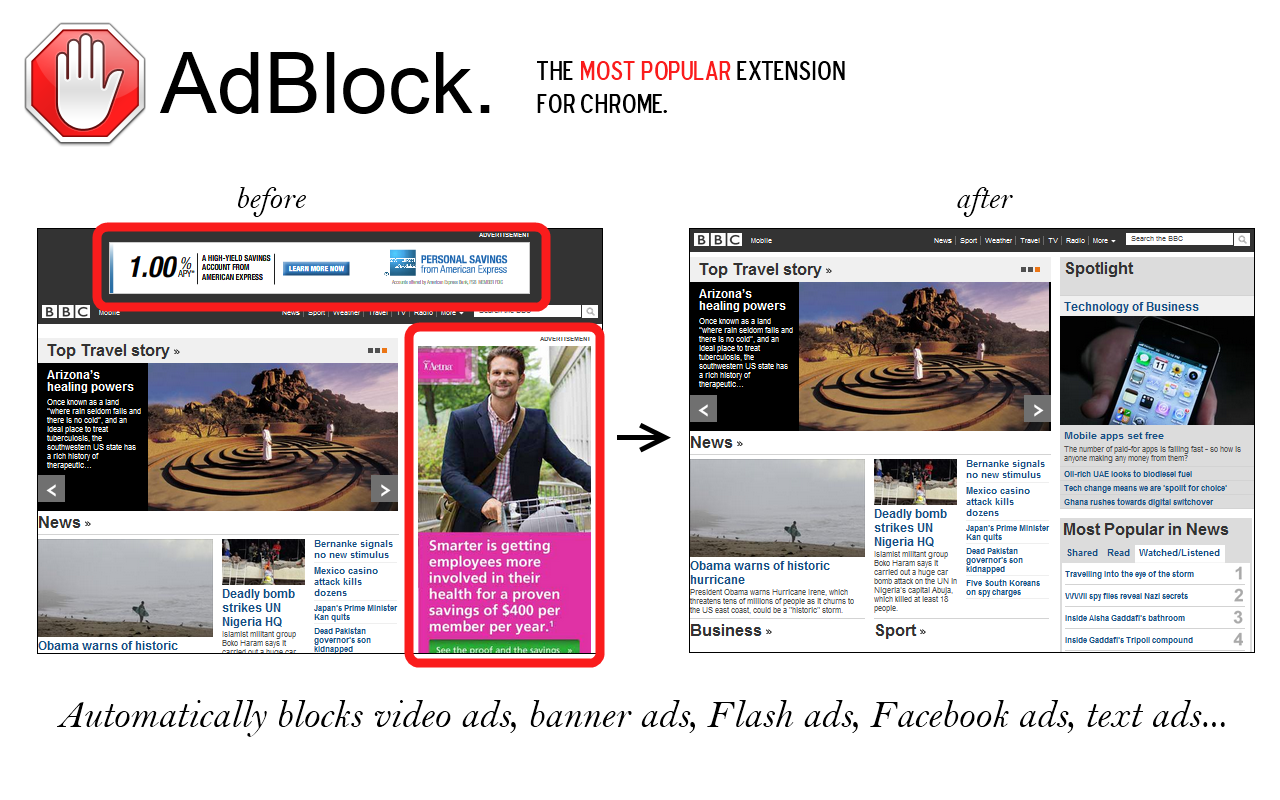 AdBlock.
THE MOST POPULAR EXTENSION
FOR CHROME.
before
ADVERTISEMENT
1.00% APY*
A HIGH-YIELD SAVINGS
ACCOUNT FROM
AMERICAN EXPRESS
LEARN MORE NOW
PERSONAL SAVINGS
from American Express
Accounts offered by American Express Bank, FSB. MEMBER FDIC
BBC Mobile News Sport Weather Travel TV Radio More
ADVERTISEMENT
Top Travel story »
Arizona's
healing powers
Once known as a land
"where rain seldom falls and
there is no cold", and an
ideal place to treat
tuberculosis, the
southwestern US state has
a rich history of
therapeutic...
News »
Obama warns of historic
Deadly bomb
strikes UN
Nigeria HQ
Islamist militant group
Boko Haram says it
carried out a huge car
Bernanke signals
no new stimulus
Mexico casino
attack kills
dozens
Japan's Prime Minister
Kan quits
Dead Pakistan
governor's son
kidnapped
Aetna
Smarter is getting
employees more
involved in their
health for a proven
savings of $400 per
member per year.1
See the proof and the savings »
after
BBC Mobile News Sport Weather Travel TV Radio More Search the BBC
Top Travel story »
Arizona's
healing powers
Once known as a land
"where rain seldom falls and
there is no cold", and an
ideal place to treat
tuberculosis, the
southwestern US state has
a rich history of
therapeutic...
News »
Obama warns of historic
hurricane
President Obama warns Hurricane Irene, which
threatens tens of millions of people as it churns to
the US east coast, could be a "historic" storm.
Deadly bomb
strikes UN
Nigeria HQ
Islamist militant group
Boko Haram says it
carried out a huge car
bomb attack on the UN in
Nigeria's capital Abuja,
which killed at least 18
people.
Bernanke signals
no new stimulus
Mexico casino
attack kills
dozens
Japan's Prime Minister
Kan quits
Dead Pakistan
governor's son
kidnapped
Five South Koreans
on spy charges
Business »
Sport »
Spotlight
Technology of Business
Mobile apps set free
The number of paid-for apps is falling fast - so how is
anyone making any money from them?
Oil-rich UAE looks to biodiesel fuel
Tech change means we are 'spoilt for choice'
Ghana rushes towards digital switchover
Most Popular in News
Shared Read Watched/Listened
Travelling into the eye of the storm 1
WWII spy files reveal Nazi secrets 2
Inside Aisha Gaddafi's bathroom 3
Inside Gaddafi's Tripoli compound 4
Automatically blocks video ads, banner ads, Flash ads, Facebook ads, text ads...